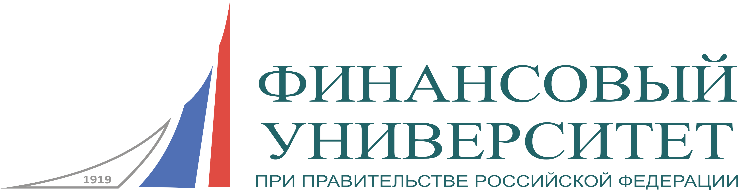 1919
ФИНАНСОВЫЙ
УНИВЕРСИТЕТ
ПРИ ПРАВИТЕЛЬСТВЕ РОССИЙСКОЙ ФЕДЕРАЦИИ